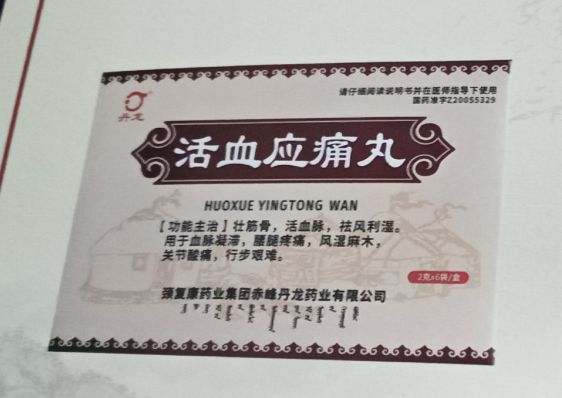 丹龙
请仔细阅读说明书并在医师指导下使用
国药准字Z20055329
活血应痛丸
HUOXUE YINGTONG WAN
【功能主治】壮筋骨,活血脉,祛风利湿。
用于血脉凝滞,腰腿疼痛,风湿麻木,
关节酸痛,行步艰难。
2克x6袋/盒
颈复康药业集团赤峰丹龙药业有限公司